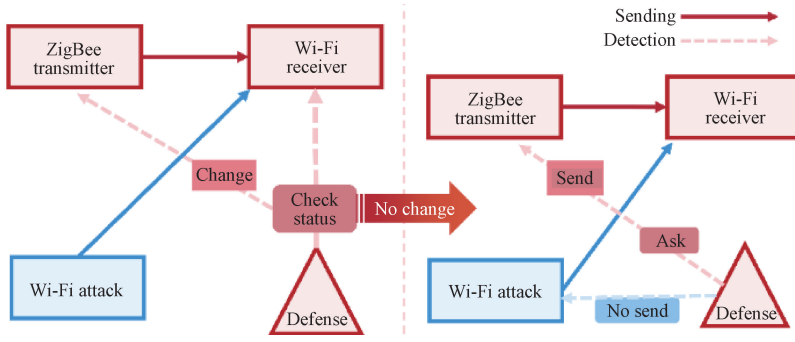 ZigBee
transmitter
Wi-Fi
receiver
Change
Check
status
No change
Wi-Fi attack
Defense
Sending
Detection
ZigBee
transmitter
Wi-Fi
receiver
Send
Ask
Wi-Fi attack
No send
Defense